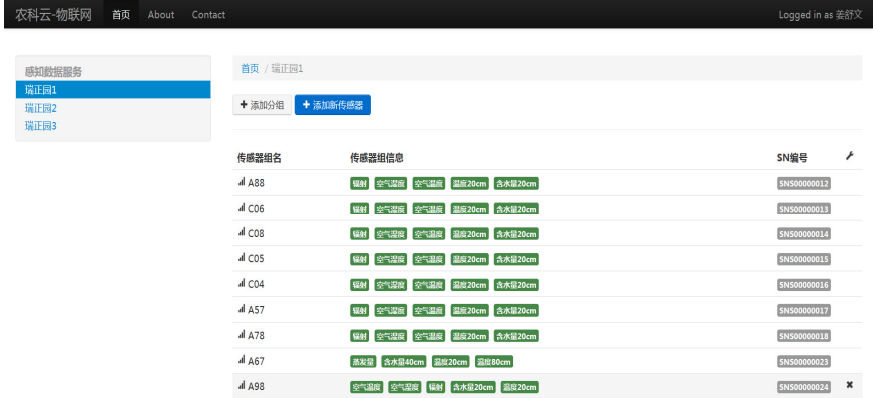 农科云-物联网 首页 About Contact Logged in as 姜舒文
感知数据服务
瑞正园1
瑞正园2
瑞正园3
首页 / 瑞正园1
添加分组 添加新传感器
传感器组名 传感器组信息 SN编号
A88 辐射 空气湿度 空气温度 温度20cm 含水量20cm SNS00000012
C06 辐射 空气湿度 空气温度 温度20cm 含水量20cm SNS00000013
C08 辐射 空气湿度 空气温度 温度20cm 含水量20cm SNS00000014
C05 辐射 空气湿度 空气温度 温度20cm 含水量20cm SNS00000015
C04 辐射 空气湿度 空气温度 温度20cm 含水量20cm SNS00000016
A57 辐射 空气湿度 空气温度 温度20cm 含水量20cm SNS00000017
A78 辐射 空气湿度 空气温度 温度20cm 含水量20cm SNS00000018
A67 蒸发量 含水量40cm 温度20cm 温度80cm SNS00000023
A98 空气温度 空气湿度 辐射 含水量20cm 温度20cm SNS00000024